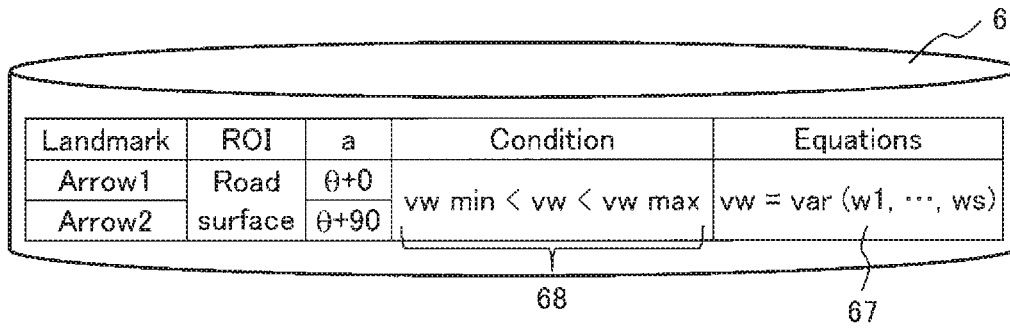 6
Landmark ROI a Condition Equations
Arrow1 Road surface θ+0 vw min < vw < vw max vw = var (w1, ···, ws)
Arrow2 θ+90
68
67